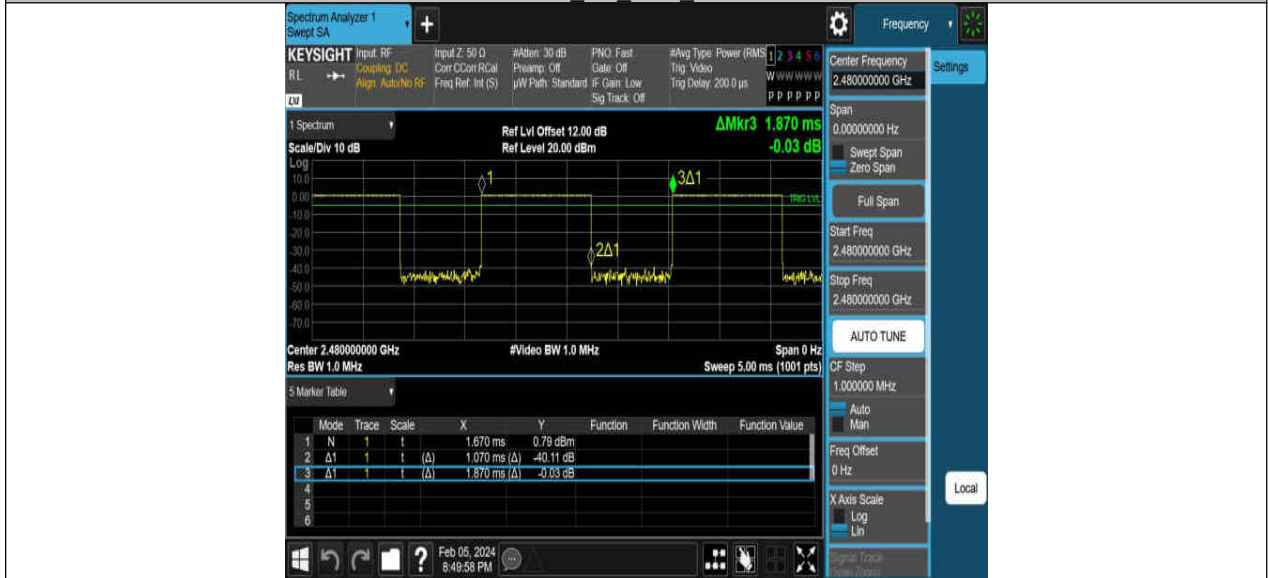 Spectrum Analyzer 1
Swept SA
+
Frequency
KEYSIGHT
RL
Input: RF
Coupling: DC
Align: Auto/No RF
Input Z: 50 Ω
Corr CCorr RCal
Freq Ref: Int (S)
#Atten: 30 dB
Preamp: Off
µW Path: Standard
PNO: Fast
Gate: Off
IF Gain: Low
Sig Track: Off
#Avg Type: Power (RMS
Trig: Video
Trig Delay: 200.0 µs
1 2 3 4 5 6
W W W W W W
P P P P P P
1 Spectrum
Scale/Div 10 dB
Ref Lvl Offset 12.00 dB
Ref Level 20.00 dBm
ΔMkr3 1.870 ms
-0.03 dB
Log
10.0
0.00
-10.0
-20.0
-30.0
-40.0
-50.0
-60.0
-70.0
1
2Δ1
3Δ1
TRIG LVL
Center 2.480000000 GHz
#Video BW 1.0 MHz
Span 0 Hz
Res BW 1.0 MHz
Sweep 5.00 ms (1001 pts)
5 Marker Table
Mode Trace Scale X Y Function Function Width Function Value
1 N 1 t 1.670 ms 0.79 dBm
2 Δ1 1 t (Δ) 1.070 ms (Δ) -40.11 dB
3 Δ1 1 t (Δ) 1.870 ms (Δ) -0.03 dB
4
5
6
?
Feb 05, 2024
8:49:58 PM
Center Frequency
2.480000000 GHz
Settings
Span
0.00000000 Hz
Swept Span
Zero Span
Full Span
Start Freq
2.480000000 GHz
Stop Freq
2.480000000 GHz
AUTO TUNE
CF Step
1.000000 MHz
Auto
Man
Freq Offset
0 Hz
X Axis Scale
Log
Lin
Signal Track
(Span Zoom)
Local